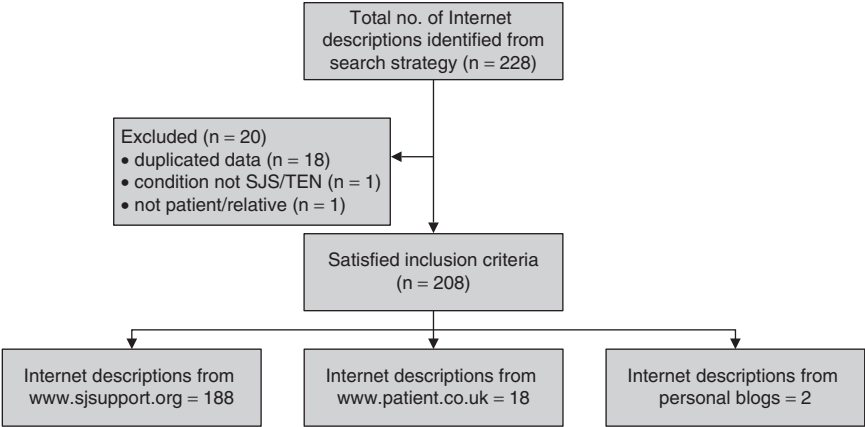 Total no. of Internet
descriptions identified from
search strategy (n = 228)
Excluded (n = 20)
• duplicated data (n = 18)
• condition not SJS/TEN (n = 1)
• not patient/relative (n = 1)
Satisfied inclusion criteria
(n = 208)
Internet descriptions from
www.sjsupport.org = 188
Internet descriptions from
www.patient.co.uk = 18
Internet descriptions from
personal blogs = 2